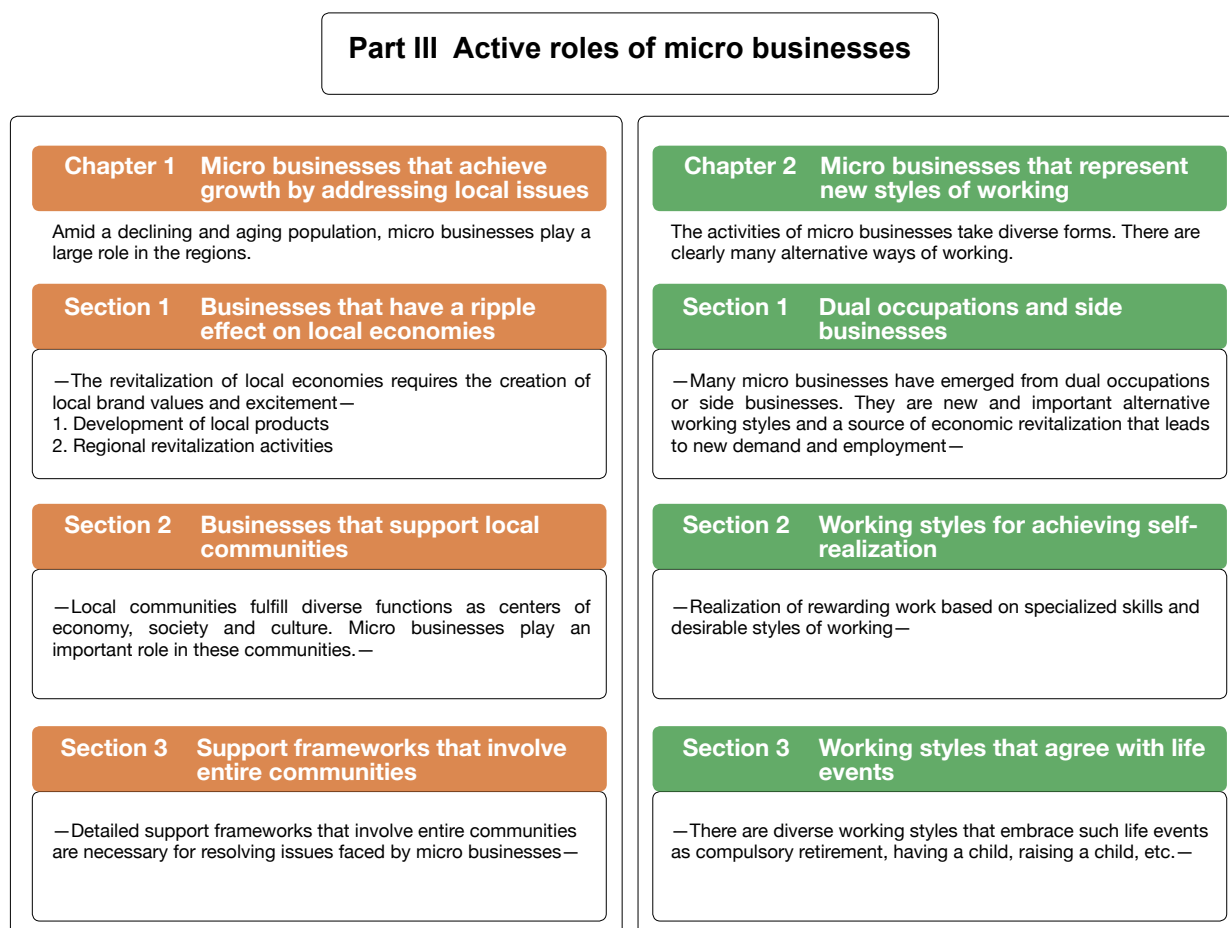 Part III Active roles of micro businesses
Chapter 1 Micro businesses that achieve
growth by addressing local issues
Amid a declining and aging population, micro businesses play a
large role in the regions.
Section 1 Businesses that have a ripple
effect on local economies
—The revitalization of local economies requires the creation of
local brand values and excitement—
1. Development of local products
2. Regional revitalization activities
Section 2 Businesses that support local
communities
—Local communities fulfill diverse functions as centers of
economy, society and culture. Micro businesses play an
important role in these communities.—
Section 3 Support frameworks that involve
entire communities
—Detailed support frameworks that involve entire communities
are necessary for resolving issues faced by micro businesses—
Chapter 2 Micro businesses that represent
new styles of working
The activities of micro businesses take diverse forms. There are
clearly many alternative ways of working.
Section 1 Dual occupations and side
businesses
—Many micro businesses have emerged from dual occupations
or side businesses. They are new and important alternative
working styles and a source of economic revitalization that leads
to new demand and employment—
Section 2 Working styles for achieving self-
realization
—Realization of rewarding work based on specialized skills and
desirable styles of working—
Section 3 Working styles that agree with life
events
—There are diverse working styles that embrace such life events
as compulsory retirement, having a child, raising a child, etc.—